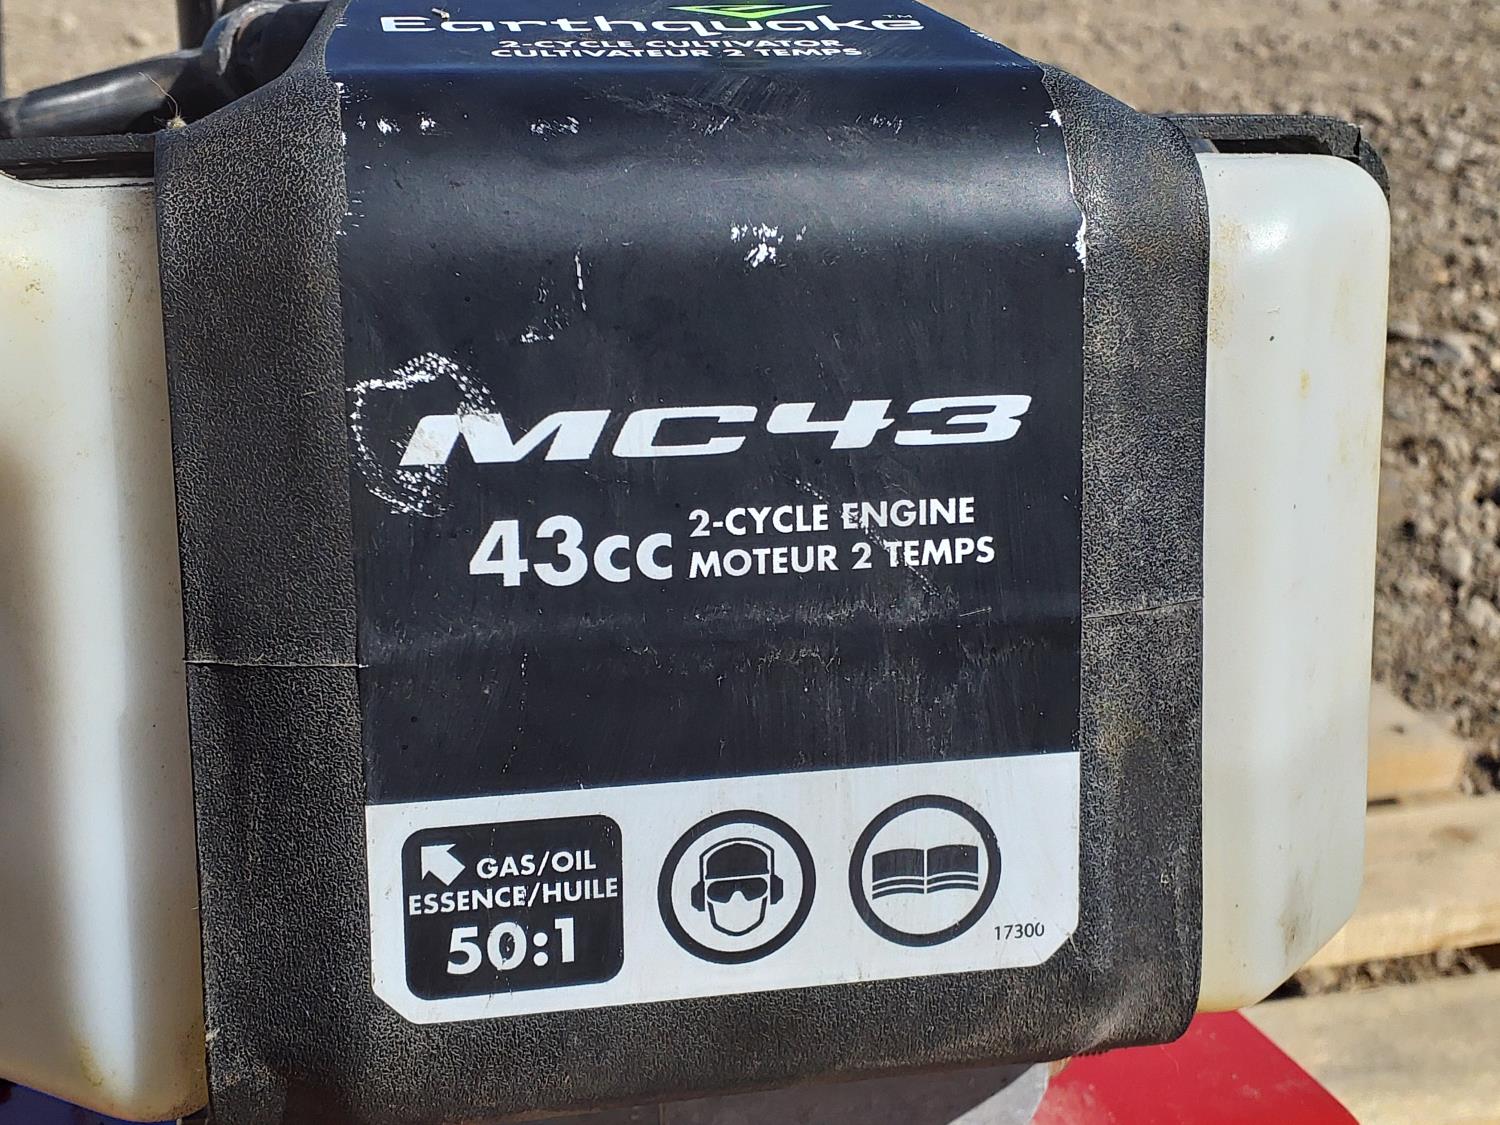 Earthquake™
2-CYCLE CULTIVATOR
CULTIVATEUR 2 TEMPS
MC43
43cc
2-CYCLE ENGINE
MOTEUR 2 TEMPS
GAS/OIL
ESSENCE/HUILE
50:1
17300